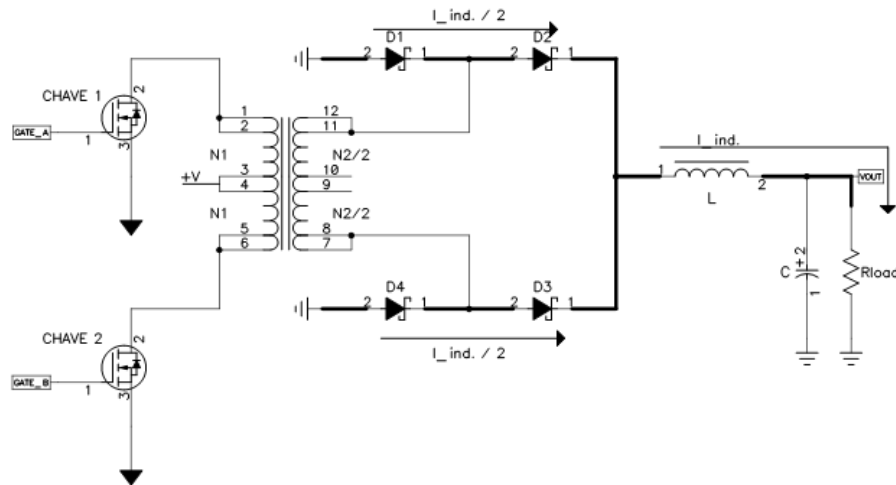 I_ind. / 2
D1
D2
2 1 2 1
CHAVE 1
2
GATE_A
1
3
1
2
12
11
N1
N2/2
+V
3
4
10
9
N1
N2/2
5
6
8
7
I_ind.
1
2
L
VOUT
C
+ 2
1
Rload
D4
D3
2 1 2 1
I_ind. / 2
CHAVE 2
2
GATE_B
1
3